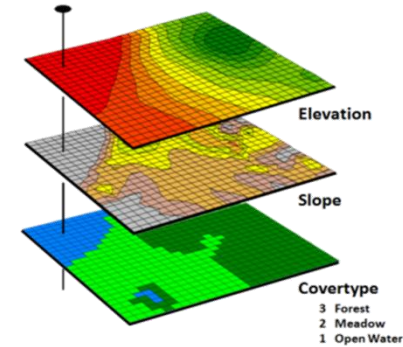 Elevation
Slope
Covertype
3 Forest
2 Meadow
1 Open Water